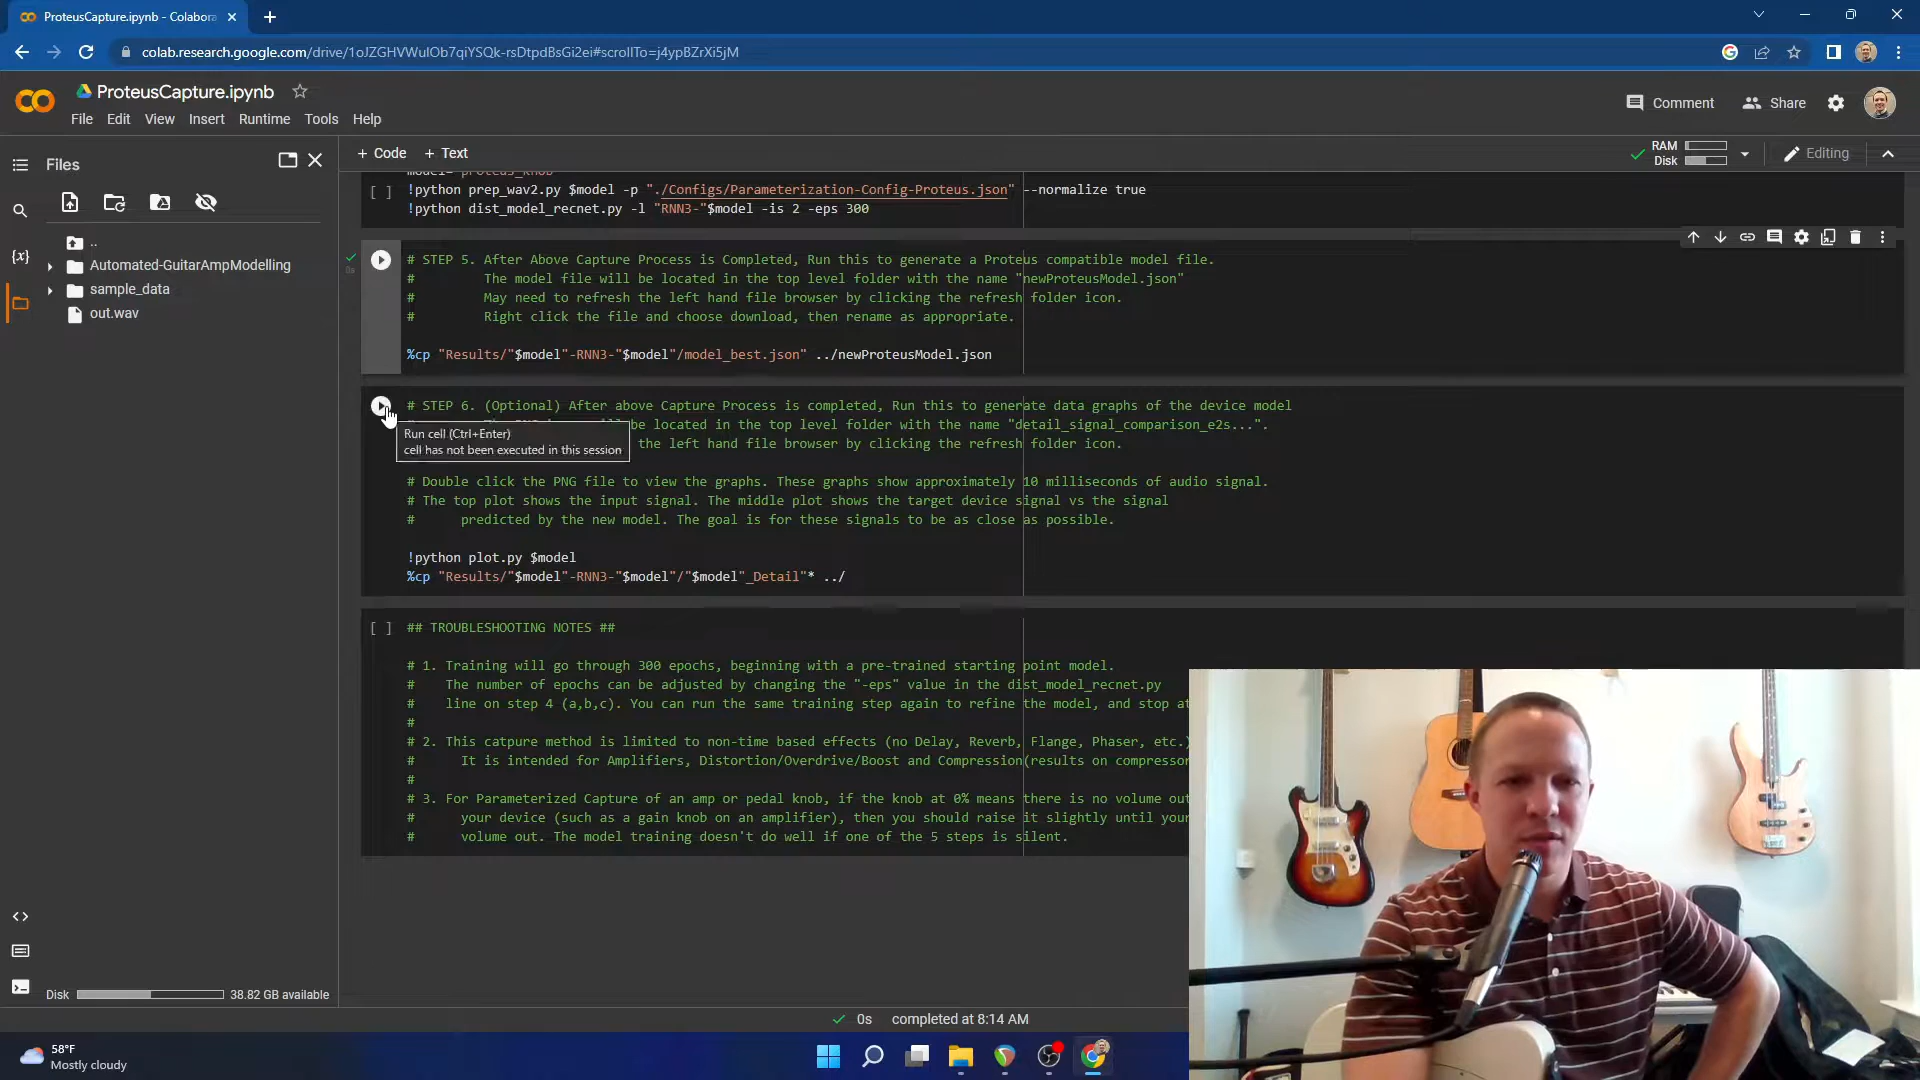 ProteusCapture.ipynb - Colabora
colab.research.google.com/drive/1oJZGHVWulOb7qiYSQk-rsDtpdBsGi2ei#scrollTo=j4ypBZrXi5jM
ProteusCapture.ipynb
Comment
Share
File Edit View Insert Runtime Tools Help
Files
+ Code + Text
RAM
Disk
Editing
..
Automated-GuitarAmpModelling
sample_data
out.wav
model= proteus_knob
[ ] !python prep_wav2.py $model -p "./Configs/Parameterization-Config-Proteus.json" --normalize true
!python dist_model_recnet.py -l "RNN3-"$model -is 2 -eps 300
0s
# STEP 5. After Above Capture Process is Completed, Run this to generate a Proteus compatible model file.
# The model file will be located in the top level folder with the name "newProteusModel.json"
# May need to refresh the left hand file browser by clicking the refresh folder icon.
# Right click the file and choose download, then rename as appropriate.
%cp "Results/"$model"-RNN3-"$model"/model_best.json" ../newProteusModel.json
# STEP 6. (Optional) After above Capture Process is completed, Run this to generate data graphs of the device model
be located in the top level folder with the name "detail_signal_comparison_e2s...".
the left hand file browser by clicking the refresh folder icon.
Run cell (Ctrl+Enter)
cell has not been executed in this session
# Double click the PNG file to view the graphs. These graphs show approximately 10 milliseconds of audio signal.
# The top plot shows the input signal. The middle plot shows the target device signal vs the signal
# predicted by the new model. The goal is for these signals to be as close as possible.
!python plot.py $model
%cp "Results/"$model"-RNN3-"$model"/"$model"_Detail"* ../
[ ] ## TROUBLESHOOTING NOTES ##
# 1. Training will go through 300 epochs, beginning with a pre-trained starting point model.
# The number of epochs can be adjusted by changing the "-eps" value in the dist_model_recnet.py
# line on step 4 (a,b,c). You can run the same training step again to refine the model, and stop at
#
# 2. This catpure method is limited to non-time based effects (no Delay, Reverb, Flange, Phaser, etc.)
# It is intended for Amplifiers, Distortion/Overdrive/Boost and Compression(results on compressor
#
# 3. For Parameterized Capture of an amp or pedal knob, if the knob at 0% means there is no volume out
# your device (such as a gain knob on an amplifier), then you should raise it slightly until your
# volume out. The model training doesn't do well if one of the 5 steps is silent.
Disk 38.82 GB available
0s completed at 8:14 AM
58°F
Mostly cloudy